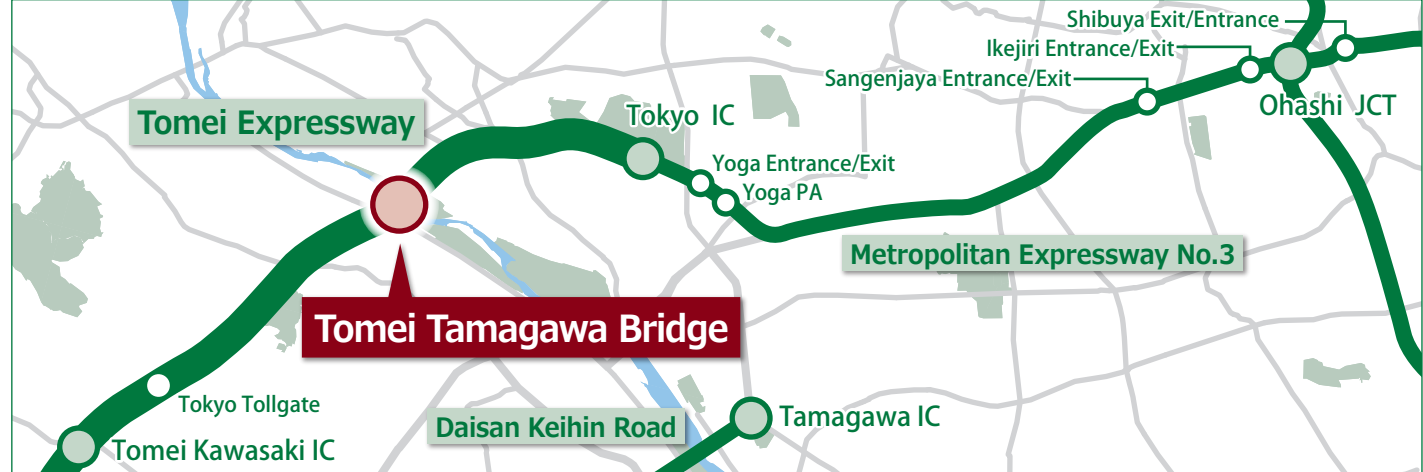 Shibuya Exit/Entrance
Ikejiri Entrance/Exit
Sangenjaya Entrance/Exit
Ohashi JCT
Tomei Expressway
Tokyo IC
Yoga Entrance/Exit
Yoga PA
Metropolitan Expressway No.3
Tomei Tamagawa Bridge
Tokyo Tollgate
Daisan Keihin Road
Tamagawa IC
Tomei Kawasaki IC